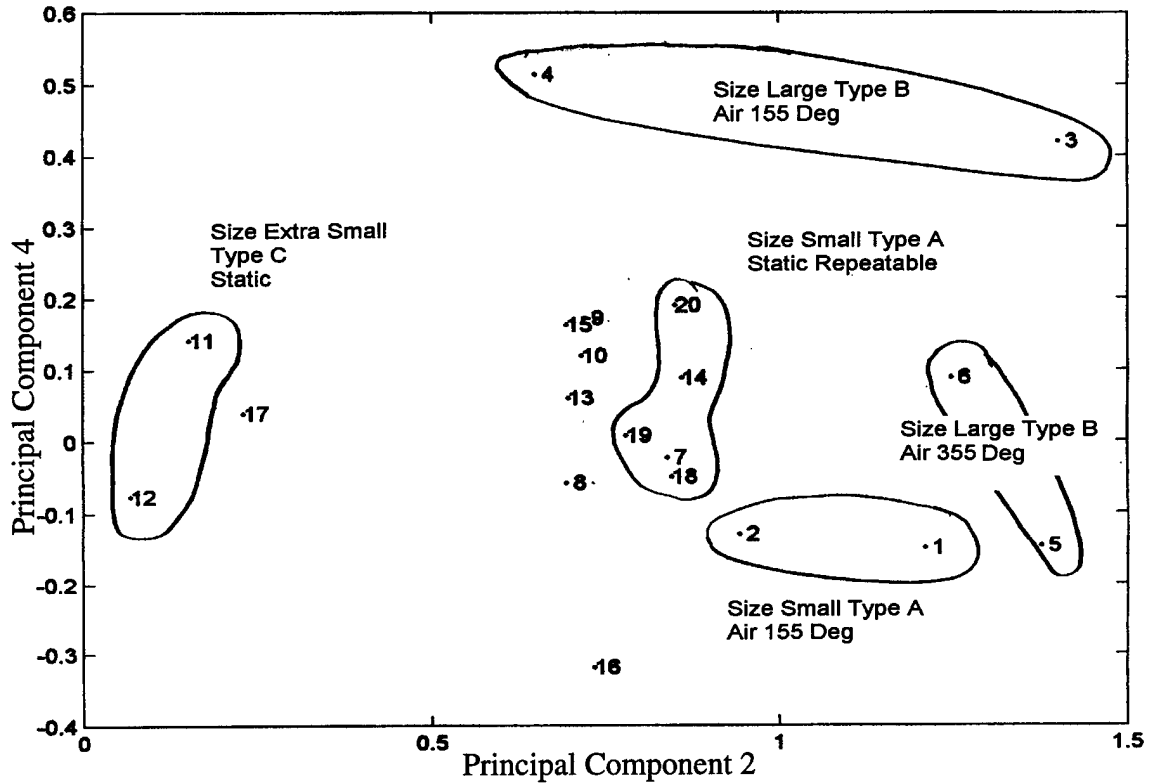 0.6
0.5
0.4
0.3
0.2
0.1
0
-0.1
-0.2
-0.3
-0.4
Principal Component 4
4
Size Large Type B
Air 155 Deg
3
Size Extra Small
Type C
Static
Size Small Type A
Static Repeatable
20
15
9
10
11
14
6
13
17
19
Size Large Type B
Air 355 Deg
7
18
8
12
2
1
5
Size Small Type A
Air 155 Deg
16
0
0.5
1
1.5
Principal Component 2